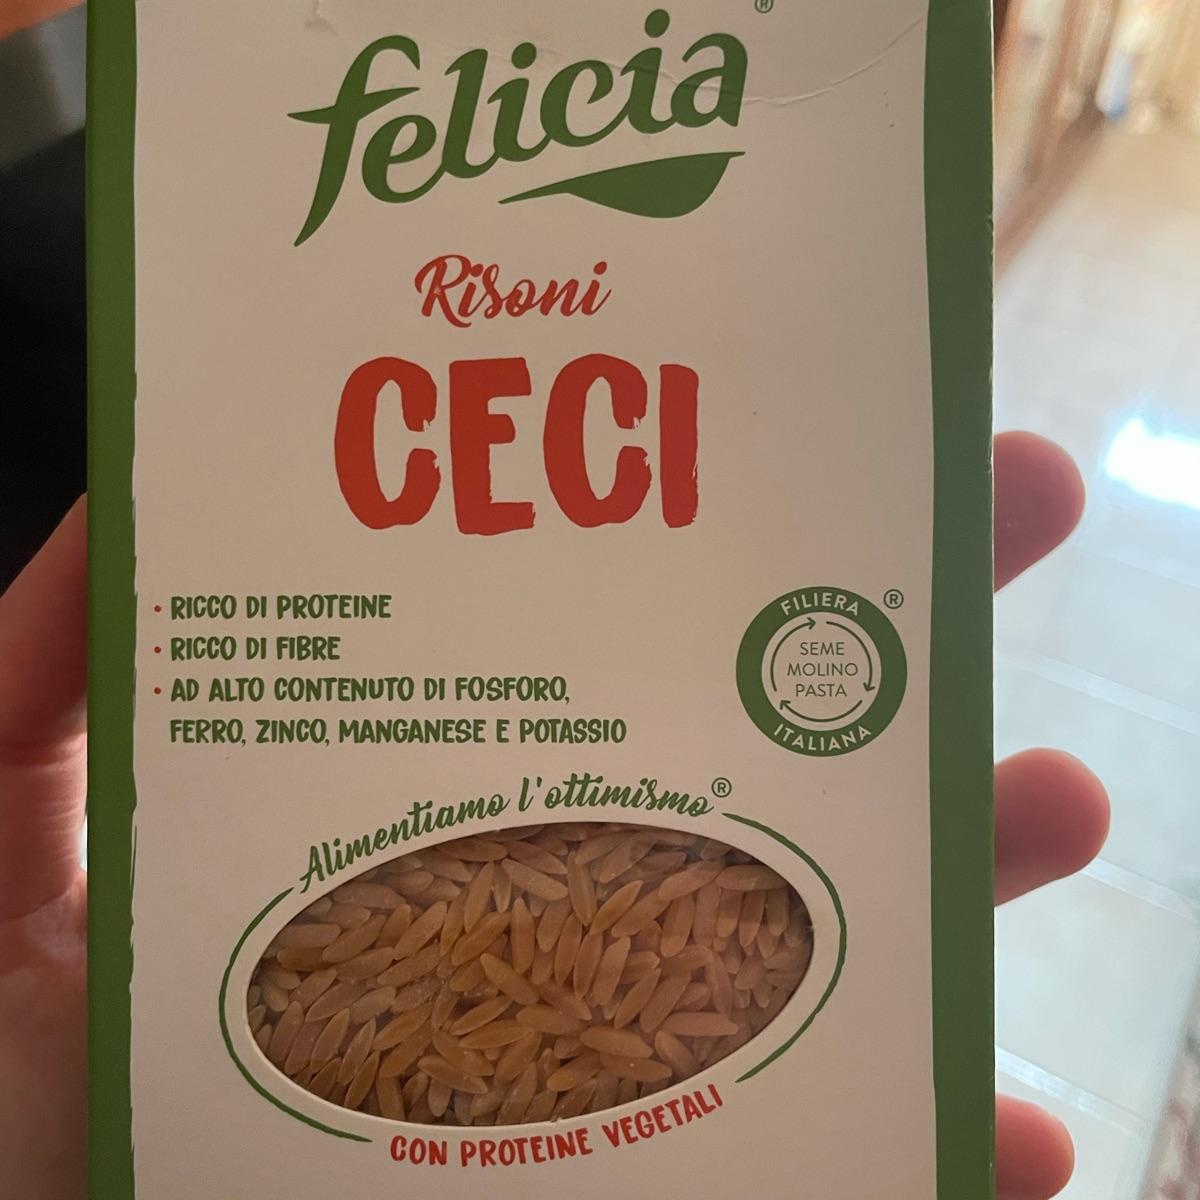 felicia®
Risoni
CECI
• RICCO DI PROTEINE
• RICCO DI FIBRE
• AD ALTO CONTENUTO DI FOSFORO,
FERRO, ZINCO, MANGANESE E POTASSIO
FILIERA ®
SEME
MOLINO
PASTA
ITALIANA
Alimentiamo l'ottimismo®
CON PROTEINE VEGETALI